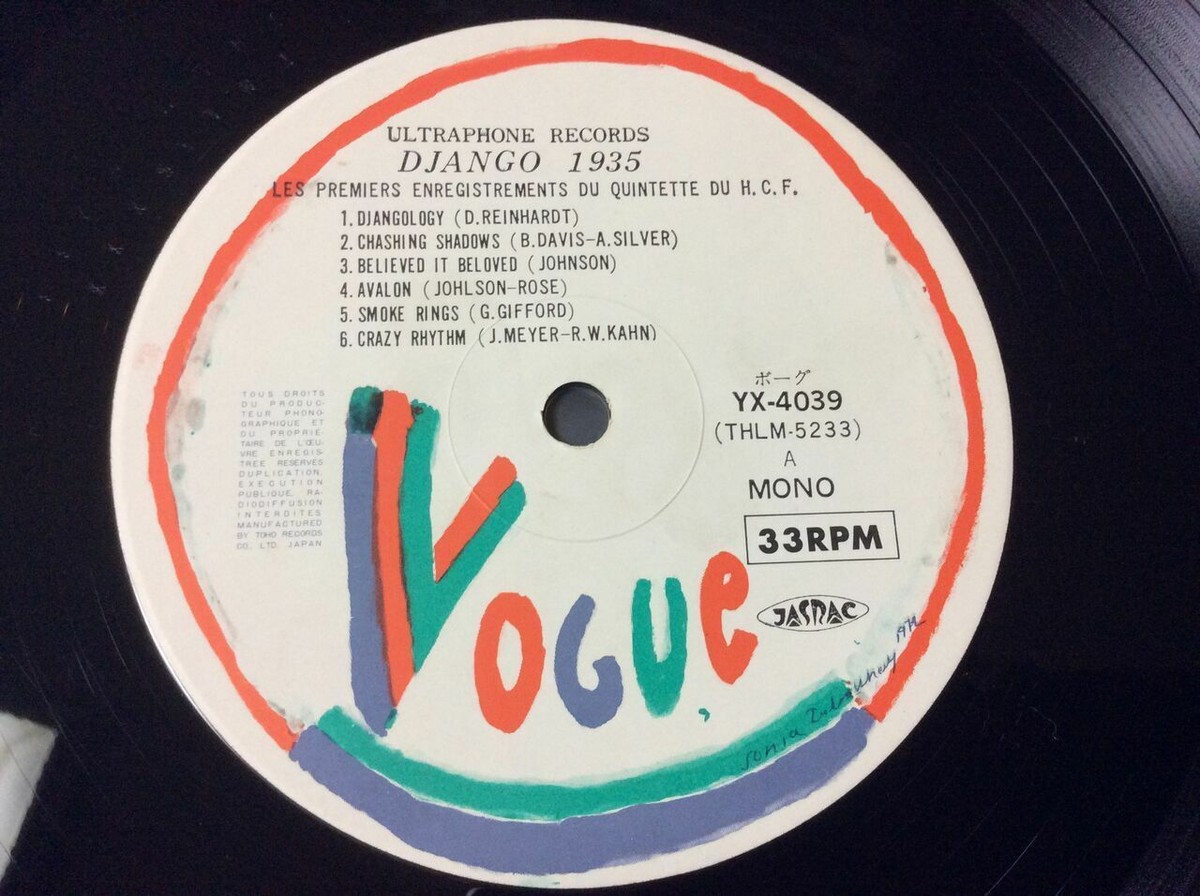 ULTRAPHONE RECORDS
DJANGO 1935
LES PREMIERS ENREGISTREMENTS DU QUINTETTE DU H.C.F.
1. DJANGOLOGY (D.REINHARDT)
2. CHASHING SHADOWS (B.DAVIS-A.SILVER)
3. BELIEVED IT BELOVED (JOHNSON)
4. AVALON (JOHLSON-ROSE)
5. SMOKE RINGS (G.GIFFORD)
6. CRAZY RHYTHM (J.MEYER-R.W.KAHN)
TOUS DROITS
DU PRODUC-
TEUR PHONO-
GRAPHIQUE ET
DU PROPRIÉ-
TAIRE DE L'ŒU-
VRE ENREGIS-
TREE RESERVES
DUPLICATION,
EXECUTION
PUBLIQUE, RA-
DIODIFFUSION
INTERDITES.
MANUFACTURED
BY TOHO RECORDS
CO., LTD. JAPAN
ボーグ
YX-4039
(THLM-5233)
A
MONO
33RPM
JASRAC
VOGUE
sonia Delaunay